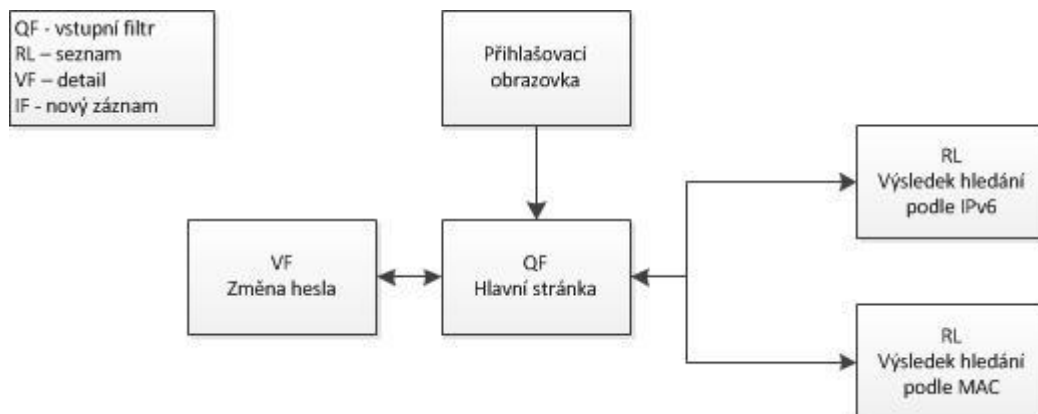 QF - vstupní filtr
RL – seznam
VF – detail
IF - nový záznam
Přihlašovací
obrazovka
RL
Výsledek hledání
podle IPv6
VF
Změna hesla
QF
Hlavní stránka
RL
Výsledek hledání
podle MAC